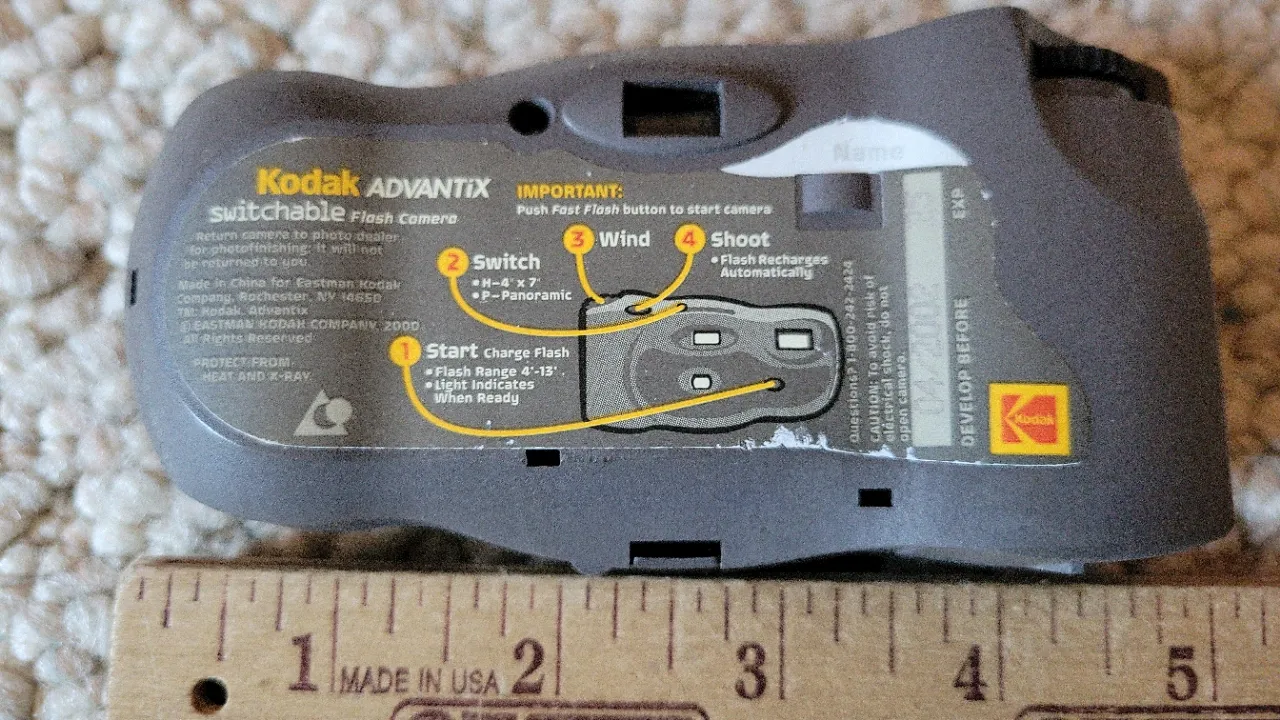 Name
Kodak ADVANTiX
switchable Flash Camera
Return camera to photo dealer
for photofinishing; it will not
be returned to you.
Made in China for Eastman Kodak
Company, Rochester, NY 14650
TM: Kodak, Advantix
© EASTMAN KODAK COMPANY, 2000
All Rights Reserved
PROTECT FROM
HEAT AND X-RAY
IMPORTANT:
Push Fast Flash button to start camera
1 Start Charge Flash
•Flash Range 4'-13'
•Light Indicates
When Ready
2 Switch
•H-4" x 7"
•P-Panoramic
3 Wind
4 Shoot
•Flash Recharges
Automatically
Questions? 1-800-242-2424
CAUTION: To avoid risk of
electrical shock, do not
open camera.
DEVELOP BEFORE
EXP
Kodak
1 2 3 4 5
MADE IN USA